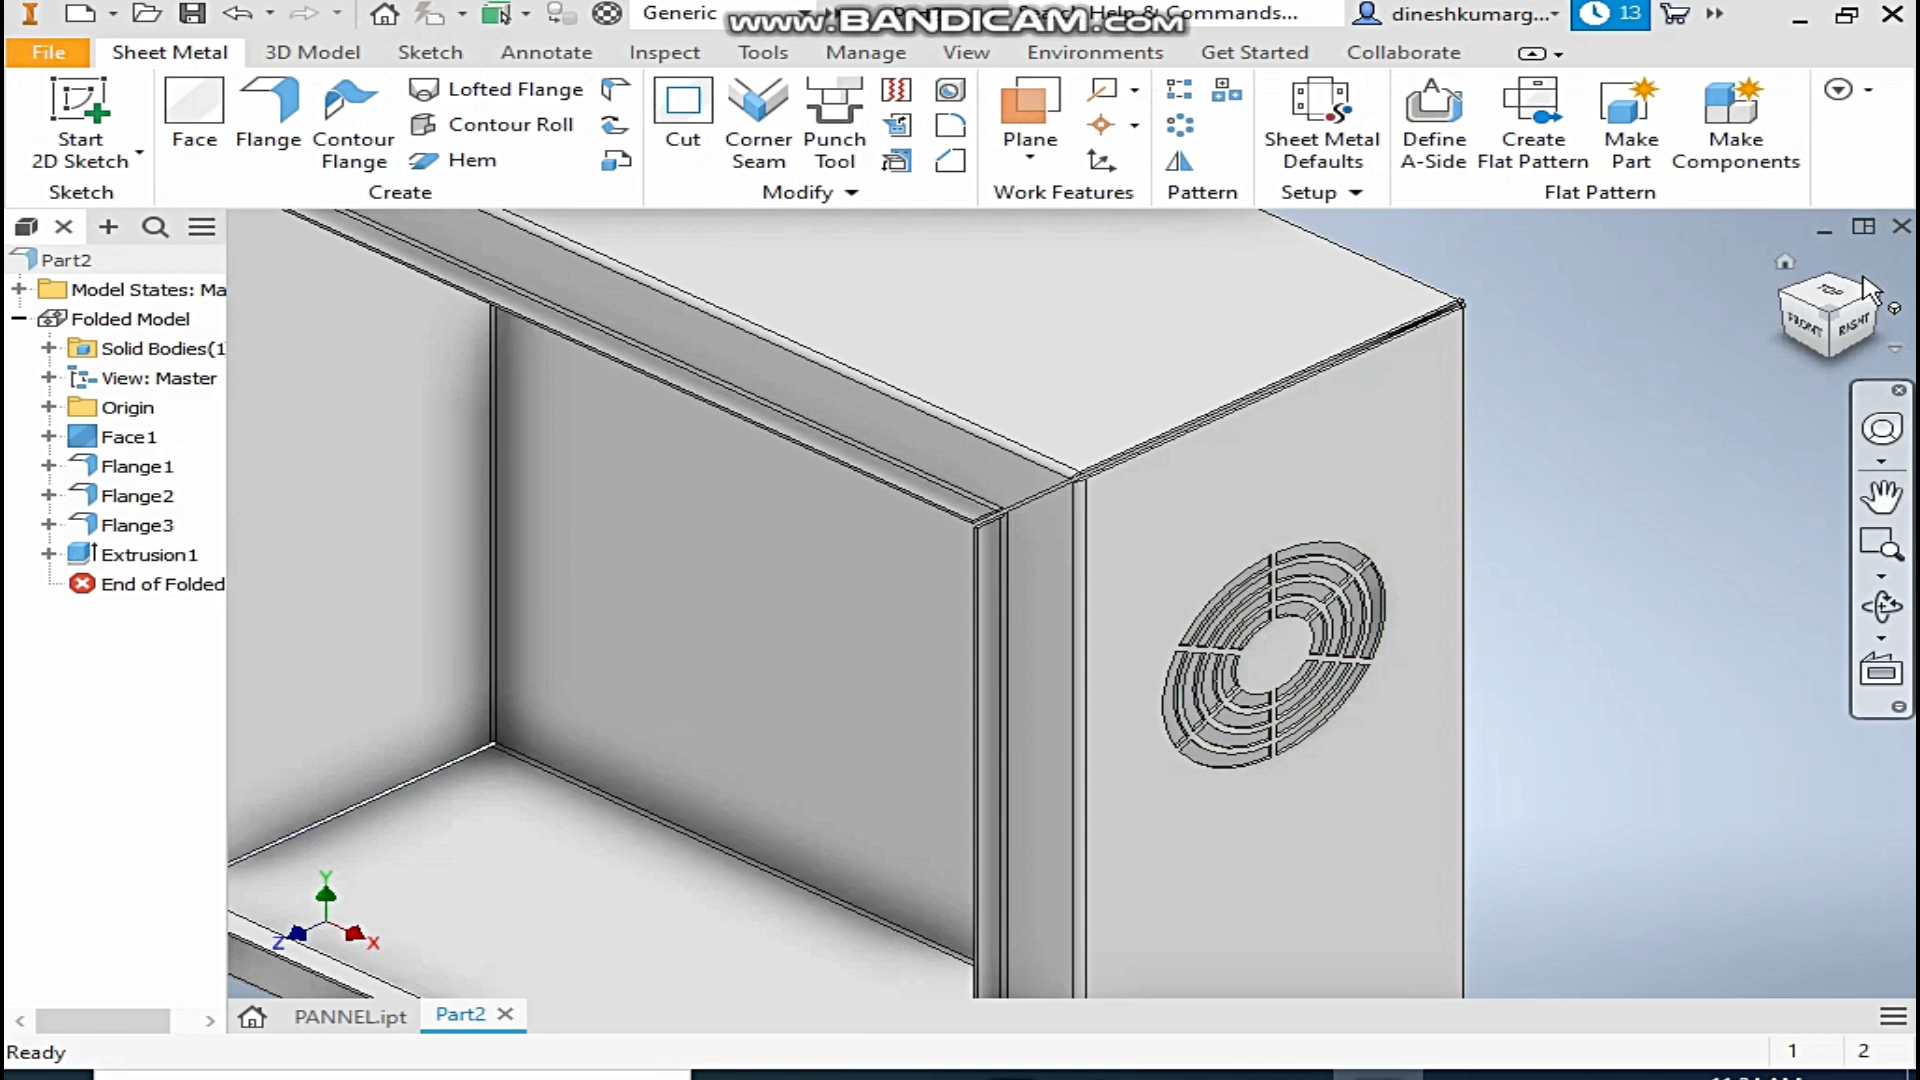 Generic
www.BANDICAM.com
Search Help & Commands...
dineshkumarg...
13
File
Sheet Metal
3D Model
Sketch
Annotate
Inspect
Tools
Manage
View
Environments
Get Started
Collaborate
Start
2D Sketch
Face
Flange
Contour
Flange
Lofted Flange
Contour Roll
Hem
Cut
Corner
Seam
Punch
Tool
Plane
Sheet Metal
Defaults
Define
A-Side
Create
Flat Pattern
Make
Part
Make
Components
Sketch
Create
Modify
Work Features
Pattern
Setup
Flat Pattern
Part2
Model States: Ma
Folded Model
Solid Bodies(1
View: Master
Origin
Face1
Flange1
Flange2
Flange3
Extrusion1
End of Folded
TOP
FRONT
RIGHT
Y
Z
X
PANNEL.ipt
Part2
Ready
1
2